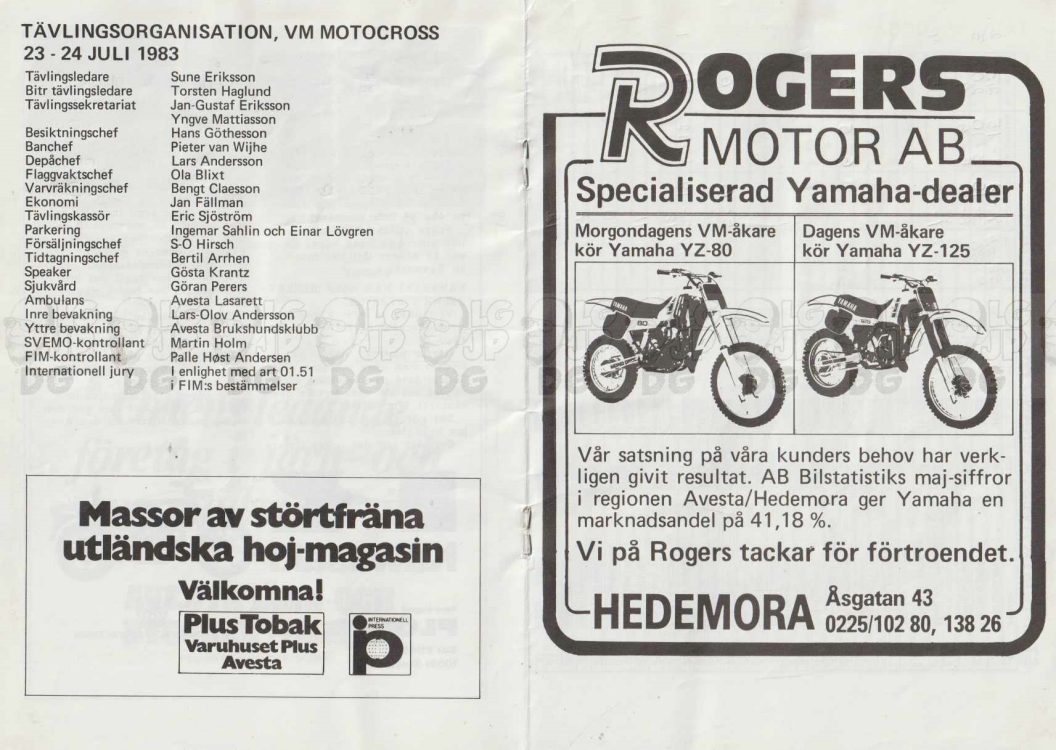 TÄVLINGSORGANISATION, VM MOTOCROSS
23 - 24 JULI 1983
Tävlingsledare Sune Eriksson
Bitr tävlingsledare Torsten Haglund
Tävlingssekretariat Jan-Gustaf Eriksson
Yngve Mattiasson
Besiktningschef Hans Göthesson
Banchef Pieter van Wijhe
Depåchef Lars Andersson
Flaggvaktschef Ola Blixt
Varvräkningschef Bengt Claesson
Ekonomi Jan Fällman
Tävlingskassör Eric Sjöström
Parkering Ingemar Sahlin och Einar Lövgren
Försäljningschef S-O Hirsch
Tidtagningschef Bertil Arrhen
Speaker Gösta Krantz
Sjukvård Göran Perers
Ambulans Avesta Lasarett
Inre bevakning Lars-Olov Andersson
Yttre bevakning Avesta Brukshundsklubb
SVEMO-kontrollant Martin Holm
FIM-kontrollant Palle Høst Andersen
Internationell jury I enlighet med art 01.51
i FIM:s bestämmelser
Massor av störtfräna
utländska hoj-magasin
Välkomna!
Plus Tobak
Varuhuset Plus
Avesta
INTERNATIONELL
PRESS
ip
ROGERS
MOTOR AB
Specialiserad Yamaha-dealer
Morgondagens VM-åkare
kör Yamaha YZ-80
Dagens VM-åkare
kör Yamaha YZ-125
YAMAHA
80
YAMAHA
Vår satsning på våra kunders behov har verk-
ligen givit resultat. AB Bilstatistiks maj-siffror
i regionen Avesta/Hedemora ger Yamaha en
marknadsandel på 41,18 %.
Vi på Rogers tackar för förtroendet.
HEDEMORA
Åsgatan 43
0225/102 80, 138 26
LG
JP
DG